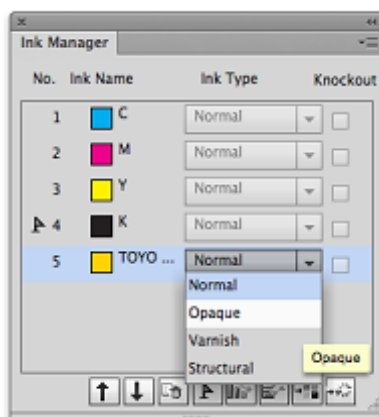 Ink Manager
No. Ink Name Ink Type Knockout
1 C Normal
2 M Normal
3 Y Normal
4 K Normal
5 TOYO ... Normal
Normal
Opaque
Varnish
Structural
Opaque